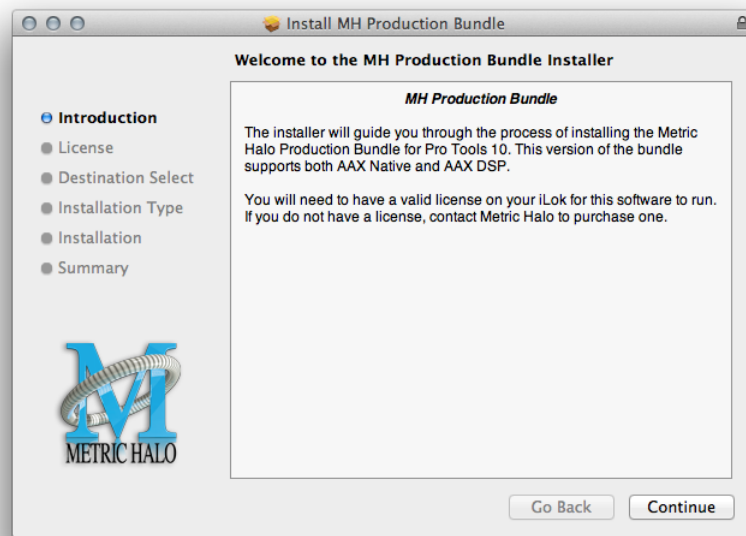 Install MH Production Bundle
Welcome to the MH Production Bundle Installer
Introduction
License
Destination Select
Installation Type
Installation
Summary
MH Production Bundle
The installer will guide you through the process of installing the Metric
Halo Production Bundle for Pro Tools 10. This version of the bundle
supports both AAX Native and AAX DSP.
You will need to have a valid license on your iLok for this software to run.
If you do not have a license, contact Metric Halo to purchase one.
M
METRIC HALO
Go Back
Continue